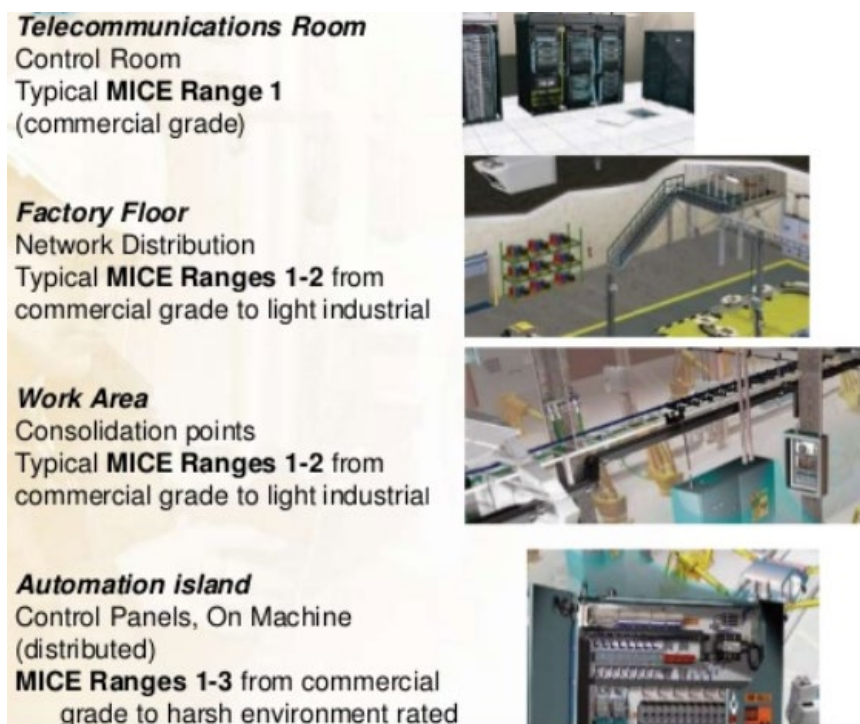 Telecommunications Room
Control Room
Typical MICE Range 1
(commercial grade)
Factory Floor
Network Distribution
Typical MICE Ranges 1-2 from
commercial grade to light industrial
Work Area
Consolidation points
Typical MICE Ranges 1-2 from
commercial grade to light industrial
Automation island
Control Panels, On Machine
(distributed)
MICE Ranges 1-3 from commercial
grade to harsh environment rated